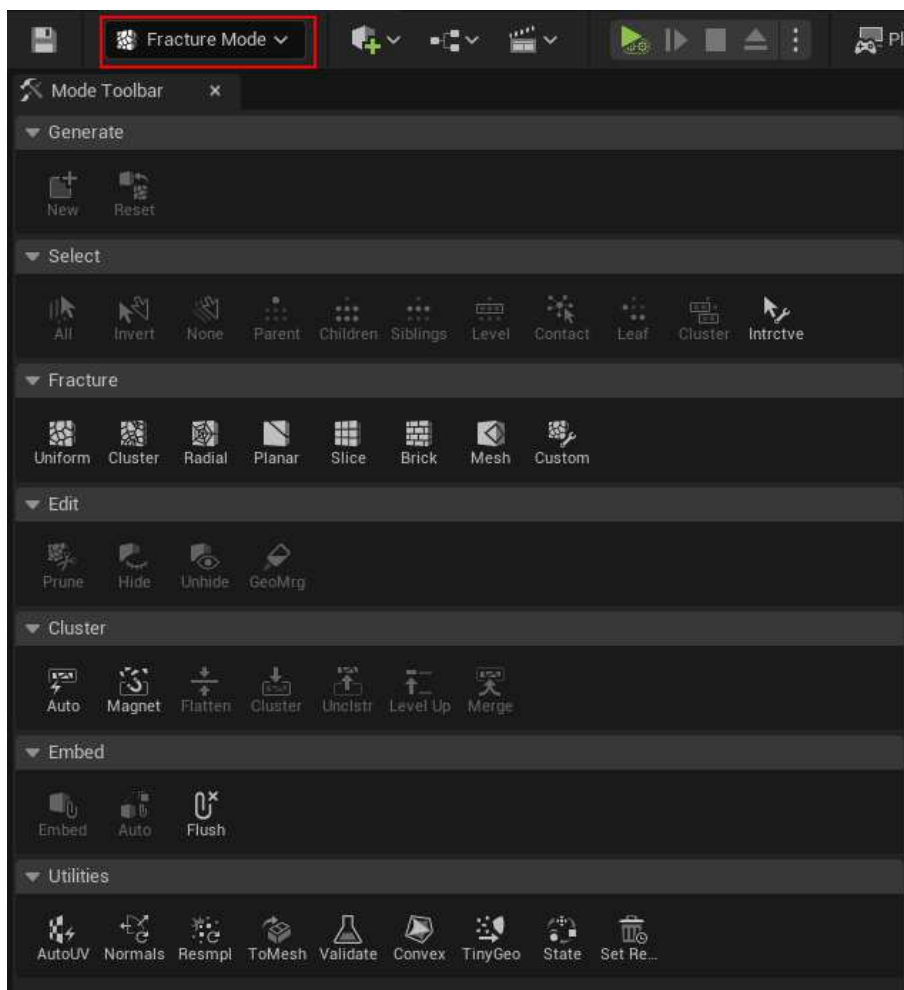 Fracture Mode
Pl
Mode Toolbar
Generate
New Reset
Select
All Invert None Parent Children Siblings Level Contact Leaf Cluster Intrctve
Fracture
Uniform Cluster Radial Planar Slice Brick Mesh Custom
Edit
Prune Hide Unhide GeoMrg
Cluster
Auto Magnet Flatten Cluster Unclstr Level Up Merge
Embed
Embed Auto Flush
Utilities
AutoUV Normals Resmpl ToMesh Validate Convex TinyGeo State Set Re...